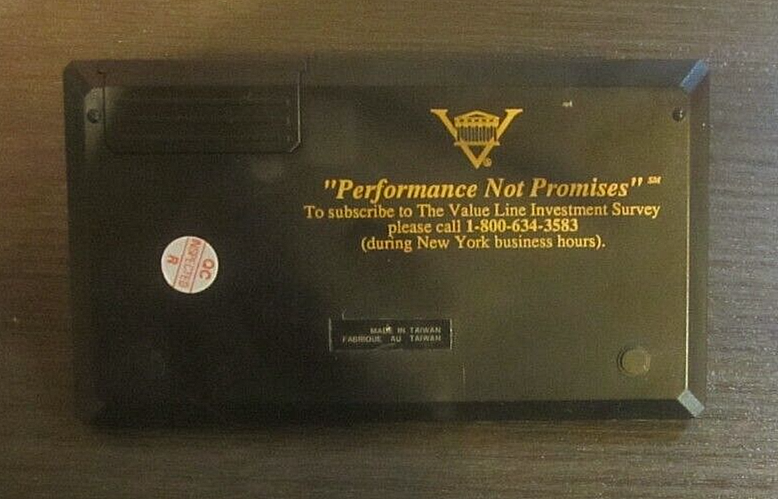 ®
"Performance Not Promises" SM
To subscribe to The Value Line Investment Survey
please call 1-800-634-3583
(during New York business hours).
QC
INSPECTED
R
MADE IN TAIWAN
FABRIQUE AU TAIWAN